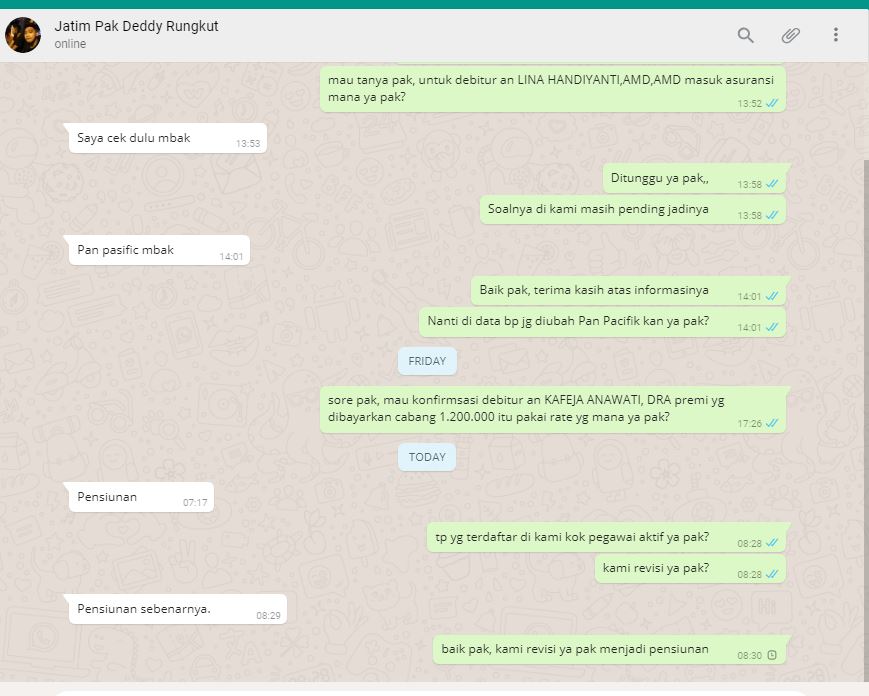 Jatim Pak Deddy Rungkut
online
mau tanya pak, untuk debitur an LINA HANDIYANTI,AMD,AMD masuk asuransi
mana ya pak?
13:52
Saya cek dulu mbak
13:53
Ditunggu ya pak,,
13:58
Soalnya di kami masih pending jadinya
13:58
Pan pasific mbak
14:01
Baik pak, terima kasih atas informasinya
14:01
Nanti di data bp jg diubah Pan Pacifik kan ya pak?
14:01
FRIDAY
sore pak, mau konfirmsasi debitur an KAFEJA ANAWATI, DRA premi yg
dibayarkan cabang 1.200.000 itu pakai rate yg mana ya pak?
17:26
TODAY
Pensiunan
07:17
tp yg terdaftar di kami kok pegawai aktif ya pak?
08:28
kami revisi ya pak?
08:28
Pensiunan sebenarnya.
08:29
baik pak, kami revisi ya pak menjadi pensiunan
08:30